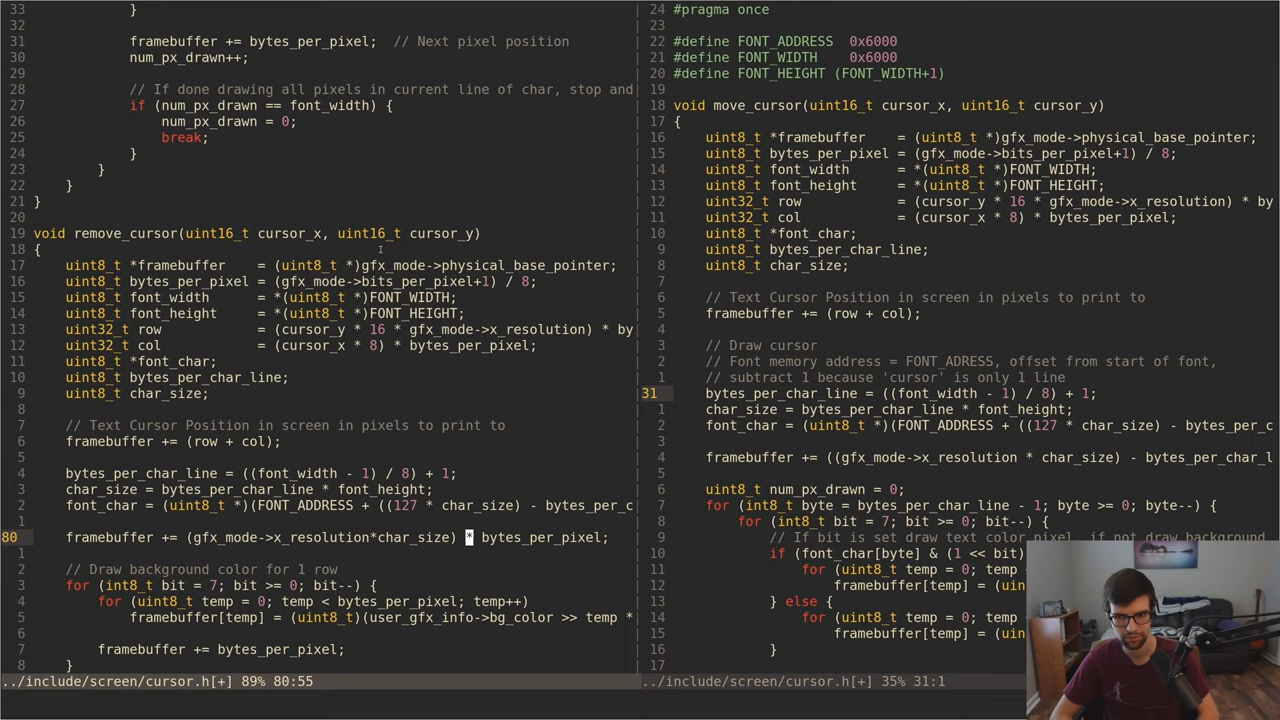 33             }
32
31             framebuffer += bytes_per_pixel;  // Next pixel position
30             num_px_drawn++;
29
28             // If done drawing all pixels in current line of char, stop and
27             if (num_px_drawn == font_width) {
26                 num_px_drawn = 0;
25                 break;
24             }
23         }
22     }
21 }
20
19 void remove_cursor(uint16_t cursor_x, uint16_t cursor_y)
18 {
17     uint8_t *framebuffer    = (uint8_t *)gfx_mode->physical_base_pointer;
16     uint8_t bytes_per_pixel = (gfx_mode->bits_per_pixel+1) / 8;
15     uint8_t font_width      = *(uint8_t *)FONT_WIDTH;
14     uint8_t font_height     = *(uint8_t *)FONT_HEIGHT;
13     uint32_t row            = (cursor_y * 16 * gfx_mode->x_resolution) * by
12     uint32_t col            = (cursor_x * 8) * bytes_per_pixel;
11     uint8_t *font_char;
10     uint8_t bytes_per_char_line;
9     uint8_t char_size;
8
7     // Text Cursor Position in screen in pixels to print to
6     framebuffer += (row + col);
5
4     bytes_per_char_line = ((font_width - 1) / 8) + 1;
3     char_size = bytes_per_char_line * font_height;
2     font_char = (uint8_t *)(FONT_ADDRESS + ((127 * char_size) - bytes_per_c
1
80     framebuffer += (gfx_mode->x_resolution*char_size) * bytes_per_pixel;
1
2     // Draw background color for 1 row
3     for (int8_t bit = 7; bit >= 0; bit--) {
4         for (uint8_t temp = 0; temp < bytes_per_pixel; temp++)
5             framebuffer[temp] = (uint8_t)(user_gfx_info->bg_color >> temp *
6
7         framebuffer += bytes_per_pixel;
8     }
../include/screen/cursor.h[+] 89% 80:55
24 #pragma once
23
22 #define FONT_ADDRESS  0x6000
21 #define FONT_WIDTH    0x6000
20 #define FONT_HEIGHT (FONT_WIDTH+1)
19
18 void move_cursor(uint16_t cursor_x, uint16_t cursor_y)
17 {
16     uint8_t *framebuffer    = (uint8_t *)gfx_mode->physical_base_pointer;
15     uint8_t bytes_per_pixel = (gfx_mode->bits_per_pixel+1) / 8;
14     uint8_t font_width      = *(uint8_t *)FONT_WIDTH;
13     uint8_t font_height     = *(uint8_t *)FONT_HEIGHT;
12     uint32_t row            = (cursor_y * 16 * gfx_mode->x_resolution) * by
11     uint32_t col            = (cursor_x * 8) * bytes_per_pixel;
10     uint8_t *font_char;
9     uint8_t bytes_per_char_line;
8     uint8_t char_size;
7
6     // Text Cursor Position in screen in pixels to print to
5     framebuffer += (row + col);
4
3     // Draw cursor
2     // Font memory address = FONT_ADRESS, offset from start of font,
1     // subtract 1 because 'cursor' is only 1 line
31     bytes_per_char_line = ((font_width - 1) / 8) + 1;
1     char_size = bytes_per_char_line * font_height;
2     font_char = (uint8_t *)(FONT_ADDRESS + ((127 * char_size) - bytes_per_c
3
4     framebuffer += ((gfx_mode->x_resolution * char_size) - bytes_per_char_l
5
6     uint8_t num_px_drawn = 0;
7     for (int8_t byte = bytes_per_char_line - 1; byte >= 0; byte--) {
8         for (int8_t bit = 7; bit >= 0; bit--) {
9             // If bit is set draw text color pixel, if not draw background
10             if (font_char[byte] & (1 << bit)
11                 for (uint8_t temp = 0; temp
12                     framebuffer[temp] = (uin
13             } else {
14                 for (uint8_t temp = 0; temp
15                     framebuffer[temp] = (uin
16             }
17
../include/screen/cursor.h[+] 35% 31:1